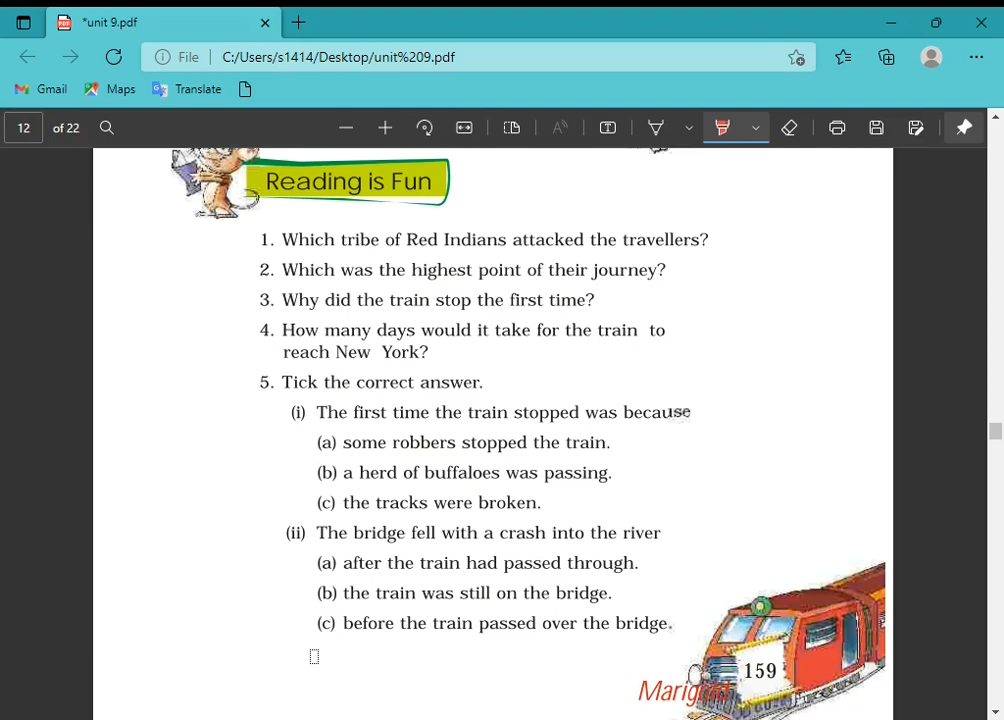 *unit 9.pdf
File C:/Users/s1414/Desktop/unit%209.pdf
Gmail Maps Translate
12 of 22
Reading is Fun
1. Which tribe of Red Indians attacked the travellers?
2. Which was the highest point of their journey?
3. Why did the train stop the first time?
4. How many days would it take for the train to
reach New York?
5. Tick the correct answer.
(i) The first time the train stopped was because
(a) some robbers stopped the train.
(b) a herd of buffaloes was passing.
(c) the tracks were broken.
(ii) The bridge fell with a crash into the river
(a) after the train had passed through.
(b) the train was still on the bridge.
(c) before the train passed over the bridge.
159
Marigold